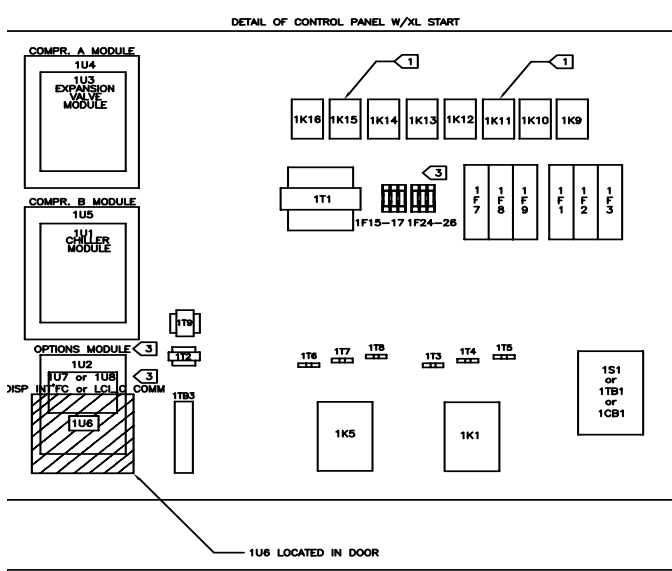 DETAIL OF CONTROL PANEL W/XL START
COMPR. A MODULE
1U4
1U3
EXPANSION
VALVE
MODULE
1
1
1K16
1K15
1K14
1K13
1K12
1K11
1K10
1K9
3
1T1
1F15-17
1F24-26
1F7
1F8
1F9
1F1
1F2
1F3
COMPR. B MODULE
1U5
1U1
CHILLER
MODULE
1T9
OPTIONS MODULE
3
1T2
1U2
1U7 or 1U8
3
DISP INT'FC or LCI_C COMM
1U6
1TB3
1T6
1T7
1T8
1T3
1T4
1T5
1K5
1K1
1S1
or
1TB1
or
1CB1
1U6 LOCATED IN DOOR